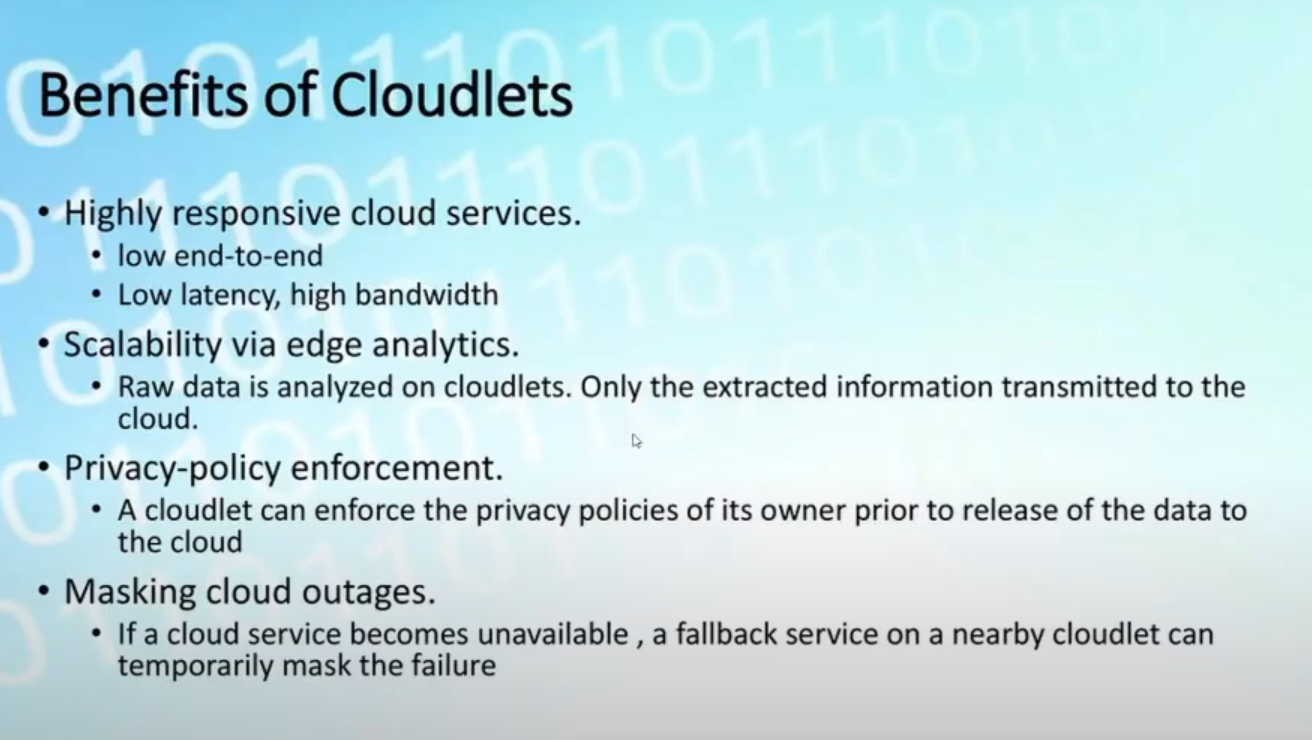 Benefits of Cloudlets
• Highly responsive cloud services.
• low end-to-end
• Low latency, high bandwidth
• Scalability via edge analytics.
• Raw data is analyzed on cloudlets. Only the extracted information transmitted to the
cloud.
• Privacy-policy enforcement.
• A cloudlet can enforce the privacy policies of its owner prior to release of the data to
the cloud
• Masking cloud outages.
• If a cloud service becomes unavailable , a fallback service on a nearby cloudlet can
temporarily mask the failure